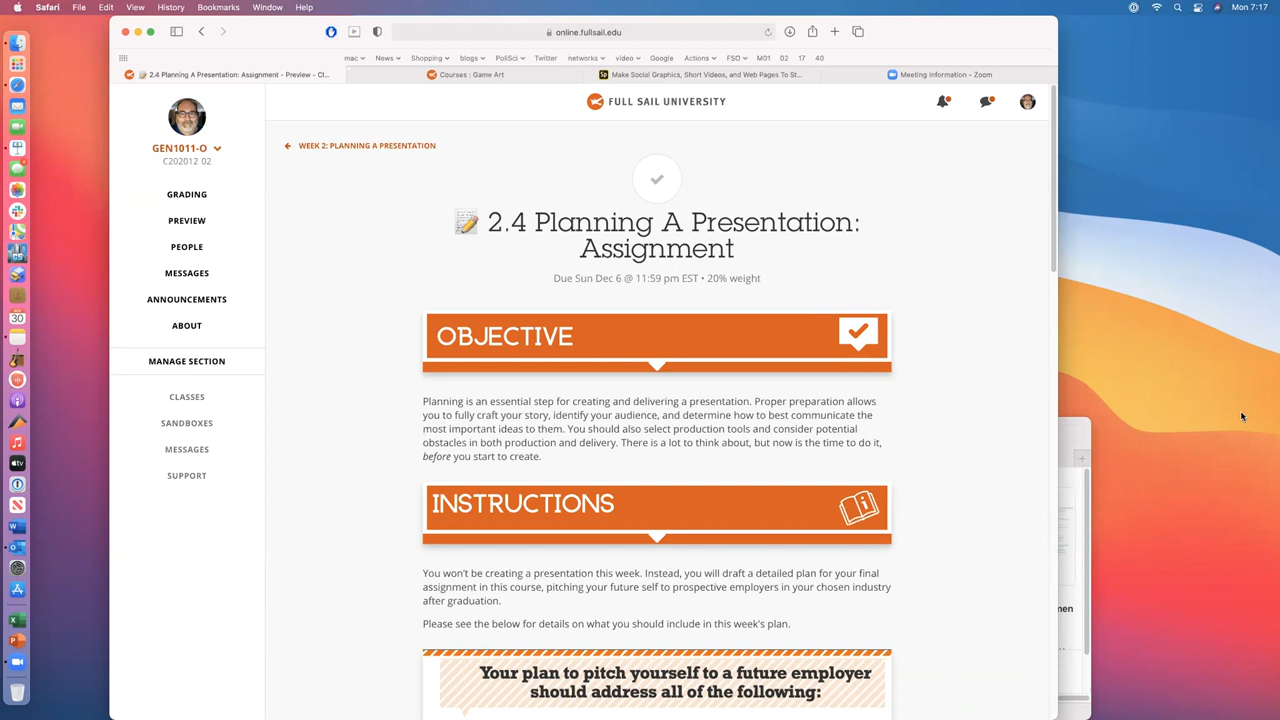 Safari File Edit View History Bookmarks Window Help Mon 7:17
online.fullsail.edu
mac News Shopping blogs PoliSci Twitter networks video Google Actions FSO M01 02 17 40
2.4 Planning A Presentation: Assignment - Preview - Cl...
Courses : Game Art
Make Social Graphics, Short Videos, and Web Pages To St...
Meeting Information - Zoom
FULL SAIL UNIVERSITY
GEN1011-O
C202012 02
GRADING
PREVIEW
PEOPLE
MESSAGES
ANNOUNCEMENTS
ABOUT
MANAGE SECTION
CLASSES
SANDBOXES
MESSAGES
SUPPORT
WEEK 2: PLANNING A PRESENTATION
2.4 Planning A Presentation:
Assignment
Due Sun Dec 6 @ 11:59 pm EST • 20% weight
OBJECTIVE
Planning is an essential step for creating and delivering a presentation. Proper preparation allows
you to fully craft your story, identify your audience, and determine how to best communicate the
most important ideas to them. You should also select production tools and consider potential
obstacles in both production and delivery. There is a lot to think about, but now is the time to do it,
before you start to create.
INSTRUCTIONS
You won't be creating a presentation this week. Instead, you will draft a detailed plan for your final
assignment in this course, pitching your future self to prospective employers in your chosen industry
after graduation.
Please see the below for details on what you should include in this week's plan.
Your plan to pitch yourself to a future employer
should address all of the following:
30
nen